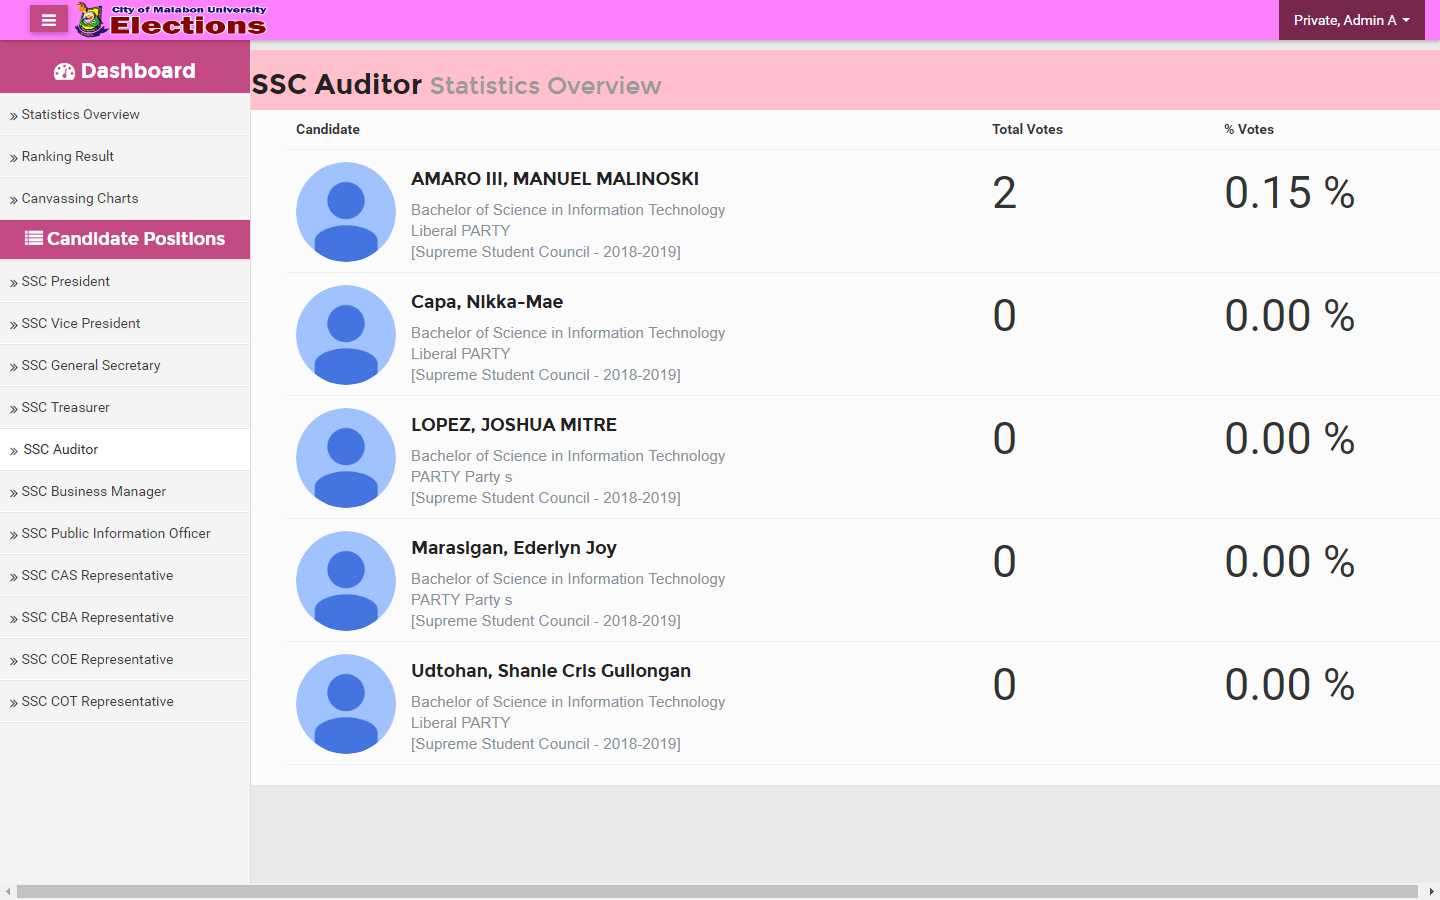 City of Malabon University
Elections
Private, Admin A
Dashboard
» Statistics Overview
» Ranking Result
» Canvassing Charts
Candidate Positions
» SSC President
» SSC Vice President
» SSC General Secretary
» SSC Treasurer
» SSC Auditor
» SSC Business Manager
» SSC Public Information Officer
» SSC CAS Representative
» SSC CBA Representative
» SSC COE Representative
» SSC COT Representative
SSC Auditor Statistics Overview
Candidate Total Votes % Votes
AMARO III, MANUEL MALINOSKI 2 0.15 %
Bachelor of Science in Information Technology
Liberal PARTY
[Supreme Student Council - 2018-2019]
Capa, Nikka-Mae 0 0.00 %
Bachelor of Science in Information Technology
Liberal PARTY
[Supreme Student Council - 2018-2019]
LOPEZ, JOSHUA MITRE 0 0.00 %
Bachelor of Science in Information Technology
PARTY Party s
[Supreme Student Council - 2018-2019]
Marasigan, Ederlyn Joy 0 0.00 %
Bachelor of Science in Information Technology
PARTY Party s
[Supreme Student Council - 2018-2019]
Udtohan, Shanie Cris Gullongan 0 0.00 %
Bachelor of Science in Information Technology
Liberal PARTY
[Supreme Student Council - 2018-2019]